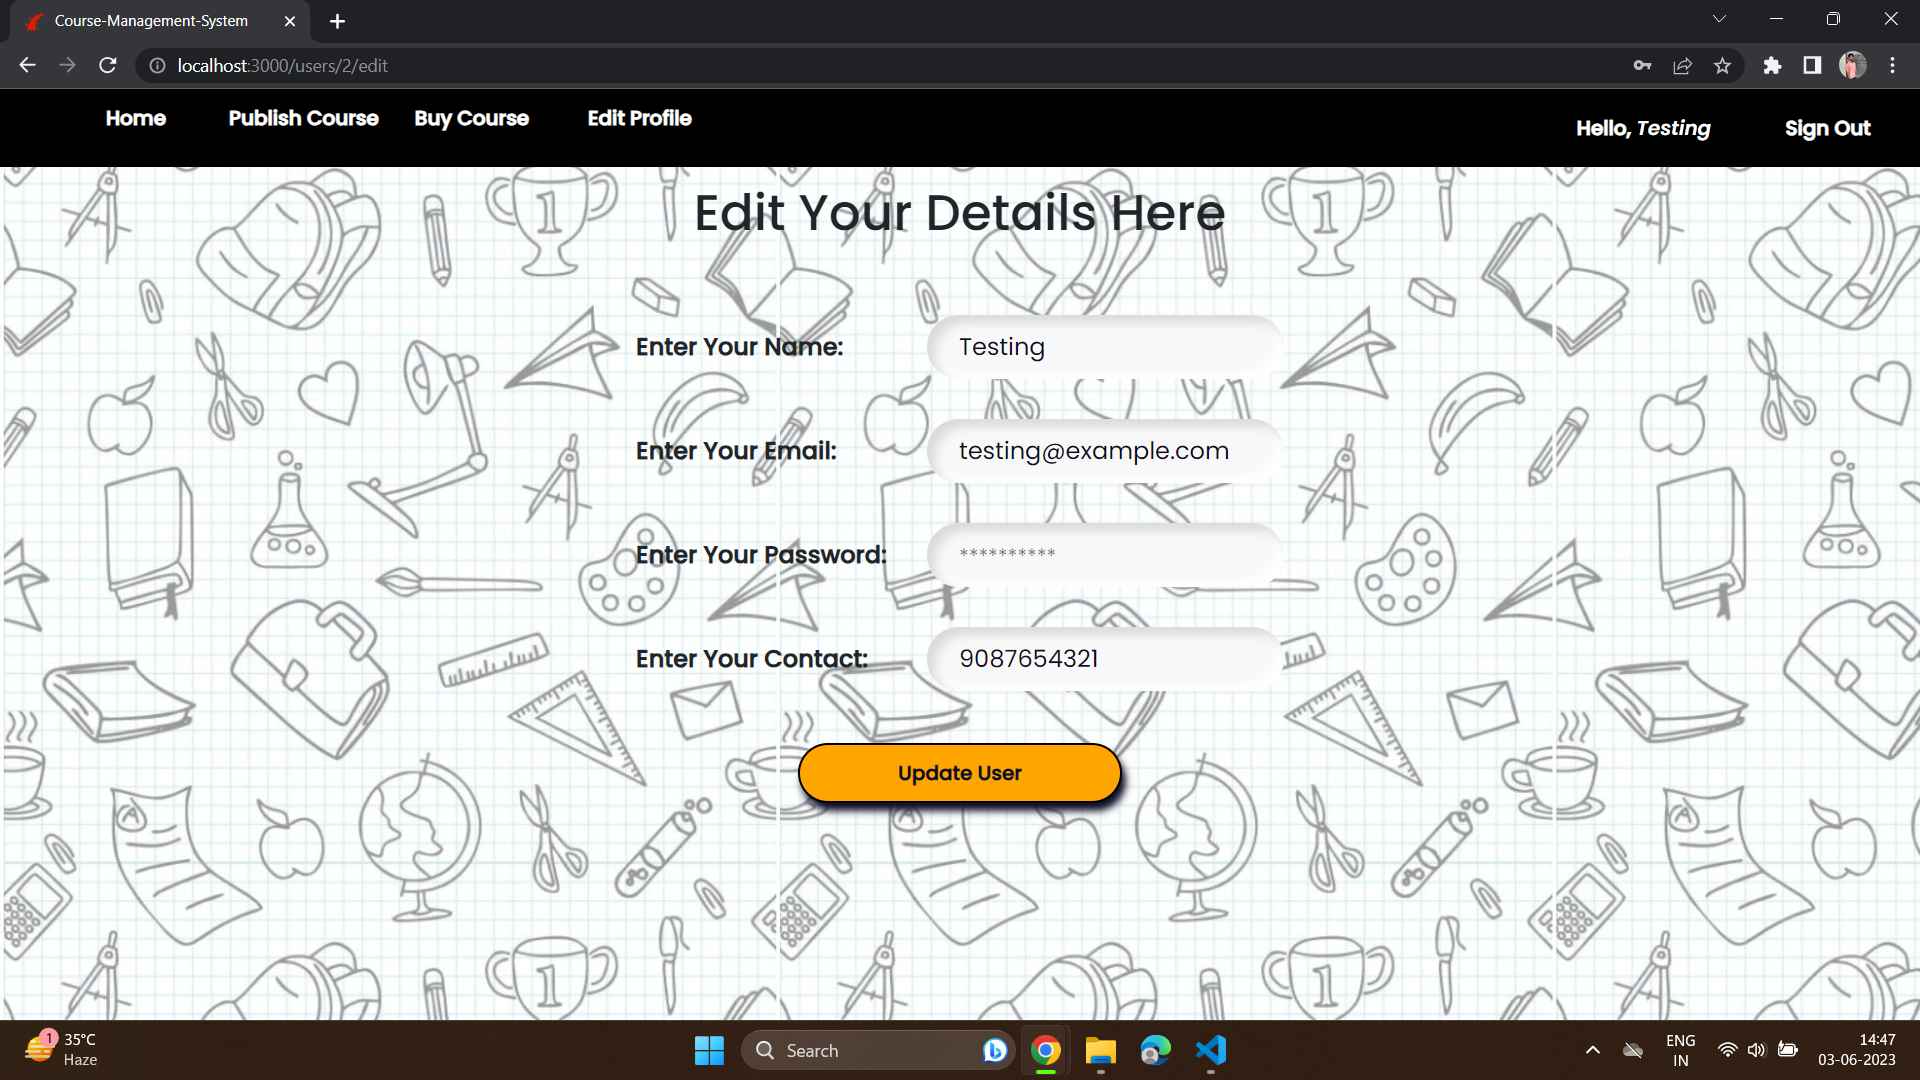 Course-Management-System
localhost:3000/users/2/edit
Home Publish Course Buy Course Edit Profile Hello, Testing Sign Out
Edit Your Details Here
Enter Your Name: Testing
Enter Your Email: testing@example.com
Enter Your Password: **********
Enter Your Contact: 9087654321
Update User
1 35°C
Haze
Search
ENG
IN
14:47
03-06-2023